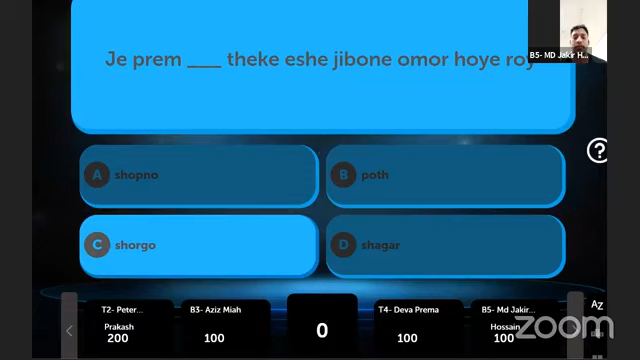 B5- MD Jakir H...
Je prem ___ theke eshe jibone omor hoye roy
A shopno
B poth
C shorgo
D shagar
?
T2- Peter...
Prakash
200
B3- Aziz Miah
100
0
T4- Deva Prema
100
B5- Md Jakir...
Hossain
100
AZ
zoom